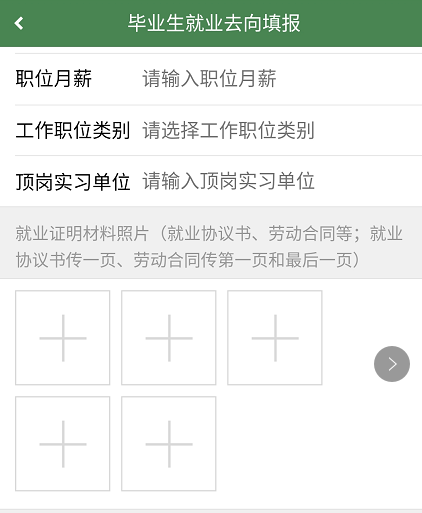 毕业生就业去向填报
职位月薪 请输入职位月薪
工作职位类别 请选择工作职位类别
顶岗实习单位 请输入顶岗实习单位
就业证明材料照片（就业协议书、劳动合同等；就业
协议书传一页、劳动合同传第一页和最后一页）